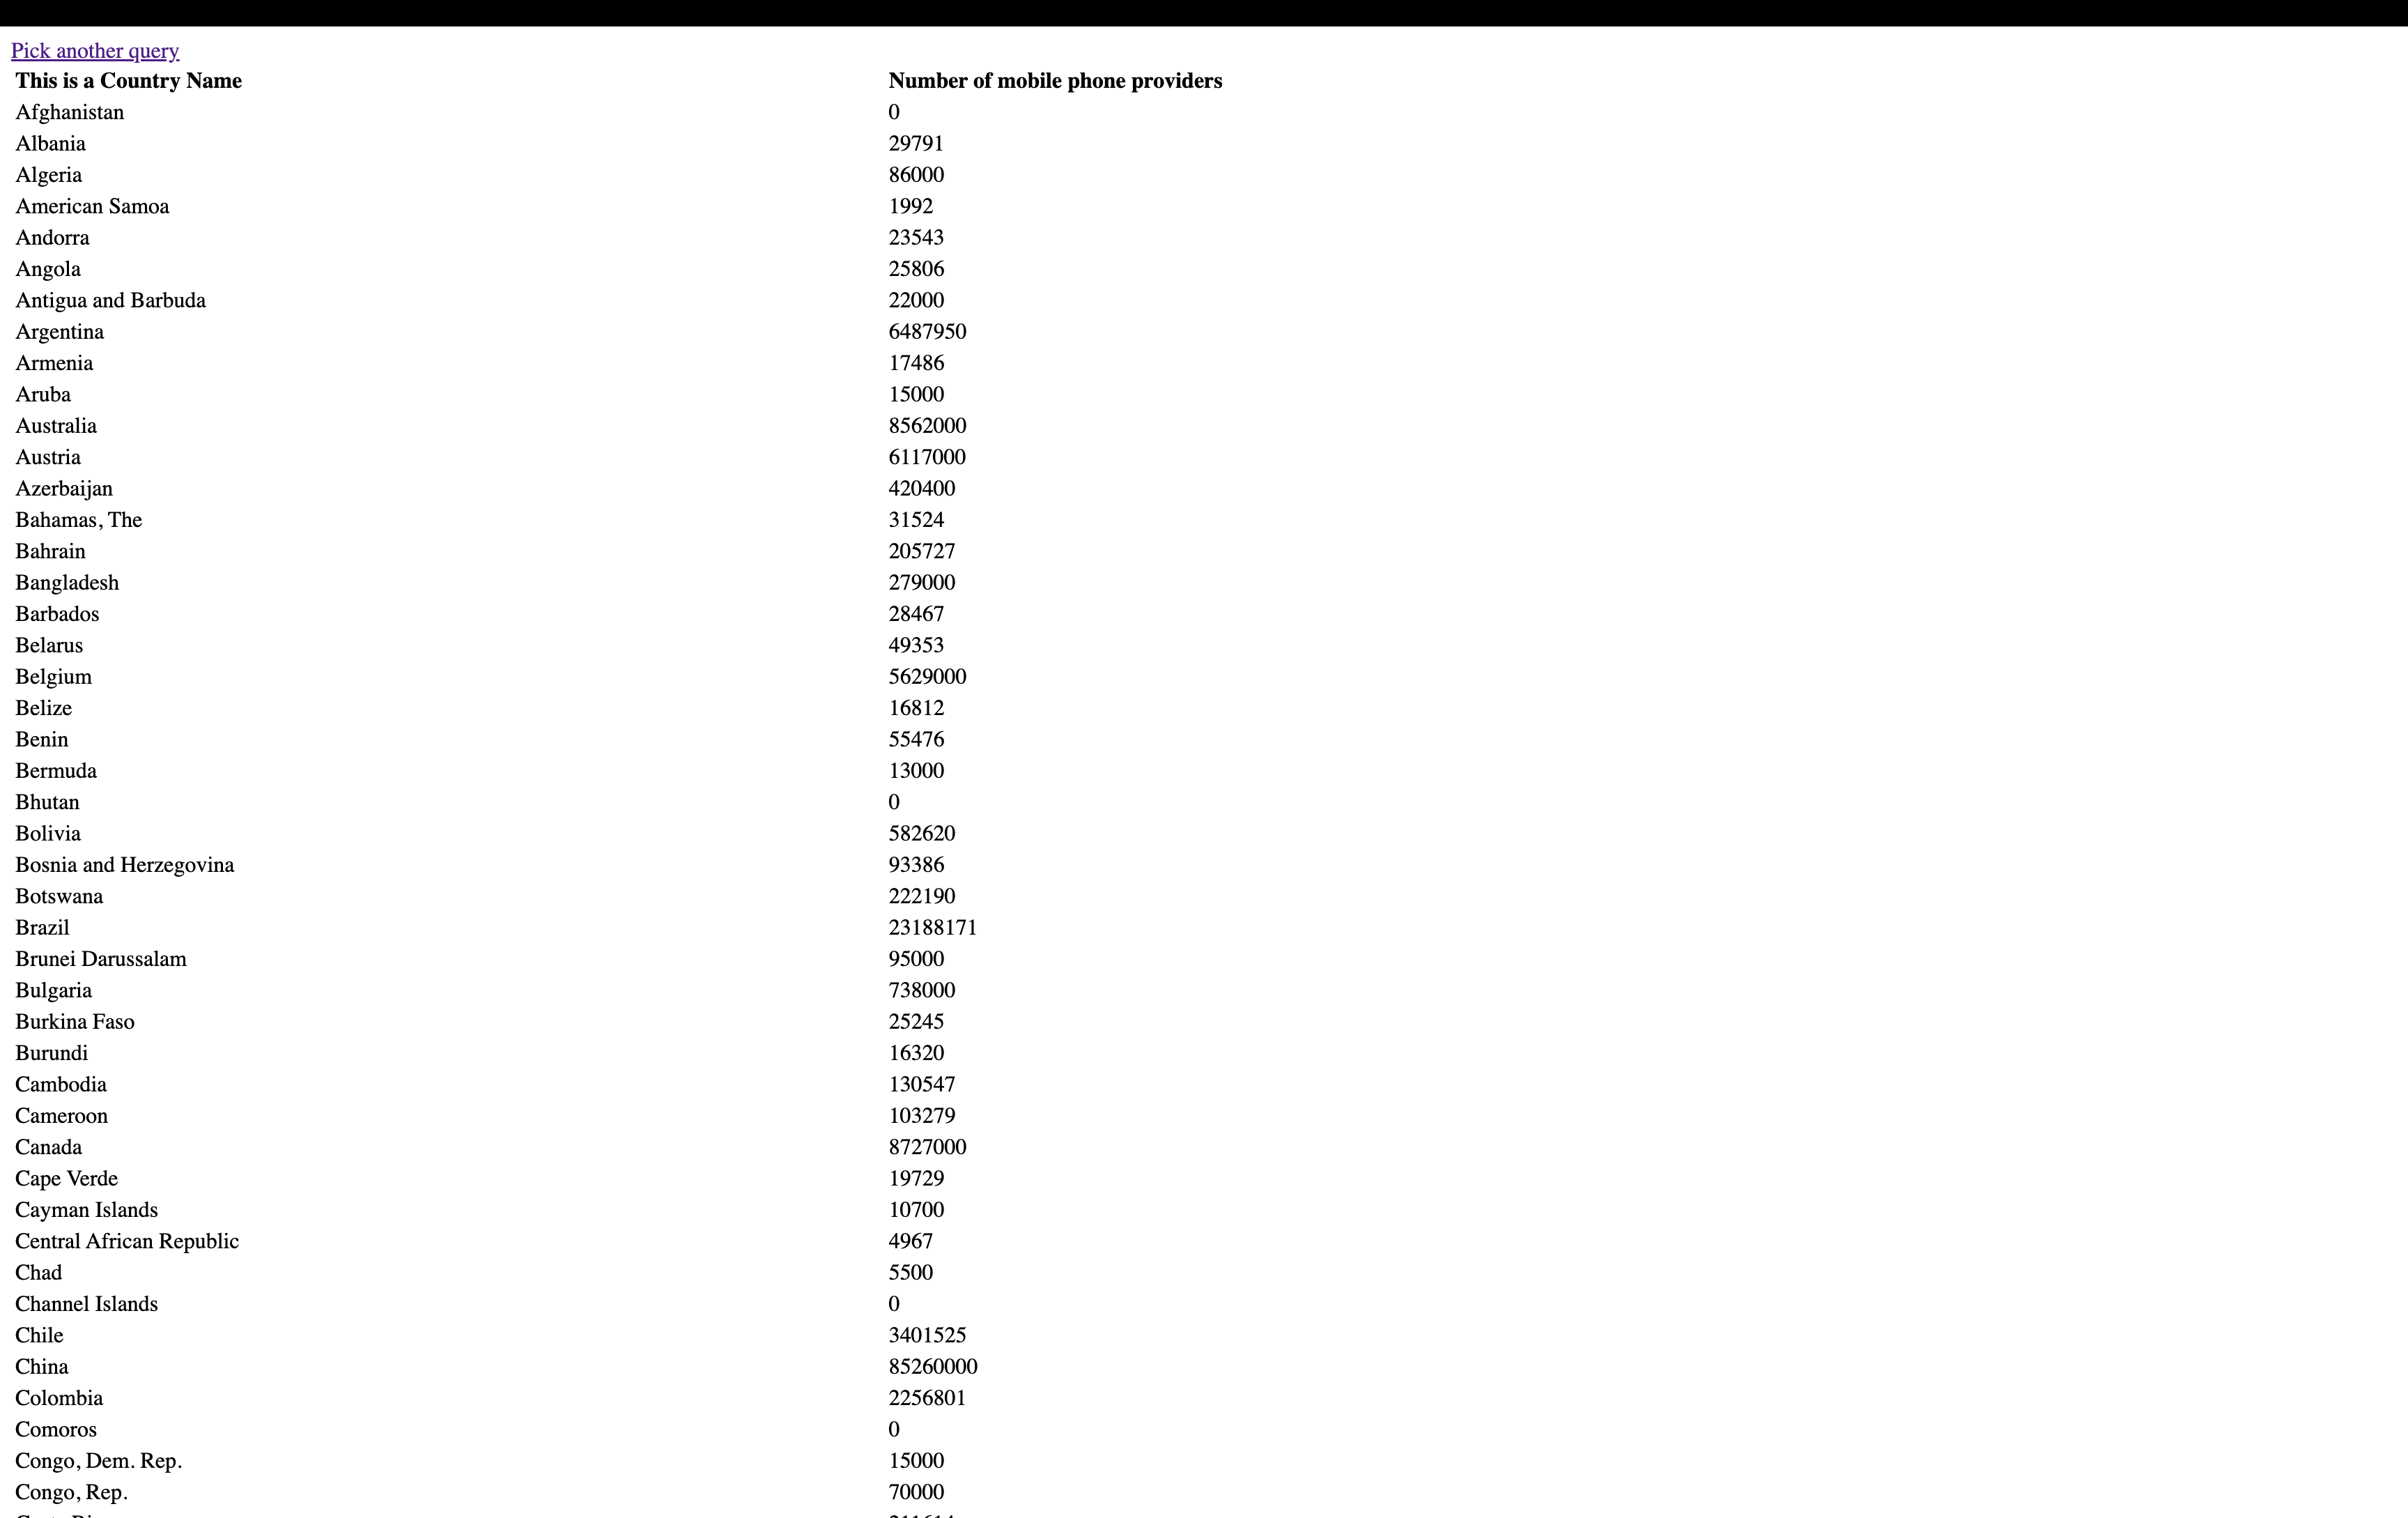 Pick another query
This is a Country Name Number of mobile phone providers
Afghanistan 0
Albania 29791
Algeria 86000
American Samoa 1992
Andorra 23543
Angola 25806
Antigua and Barbuda 22000
Argentina 6487950
Armenia 17486
Aruba 15000
Australia 8562000
Austria 6117000
Azerbaijan 420400
Bahamas, The 31524
Bahrain 205727
Bangladesh 279000
Barbados 28467
Belarus 49353
Belgium 5629000
Belize 16812
Benin 55476
Bermuda 13000
Bhutan 0
Bolivia 582620
Bosnia and Herzegovina 93386
Botswana 222190
Brazil 23188171
Brunei Darussalam 95000
Bulgaria 738000
Burkina Faso 25245
Burundi 16320
Cambodia 130547
Cameroon 103279
Canada 8727000
Cape Verde 19729
Cayman Islands 10700
Central African Republic 4967
Chad 5500
Channel Islands 0
Chile 3401525
China 85260000
Colombia 2256801
Comoros 0
Congo, Dem. Rep. 15000
Congo, Rep. 70000